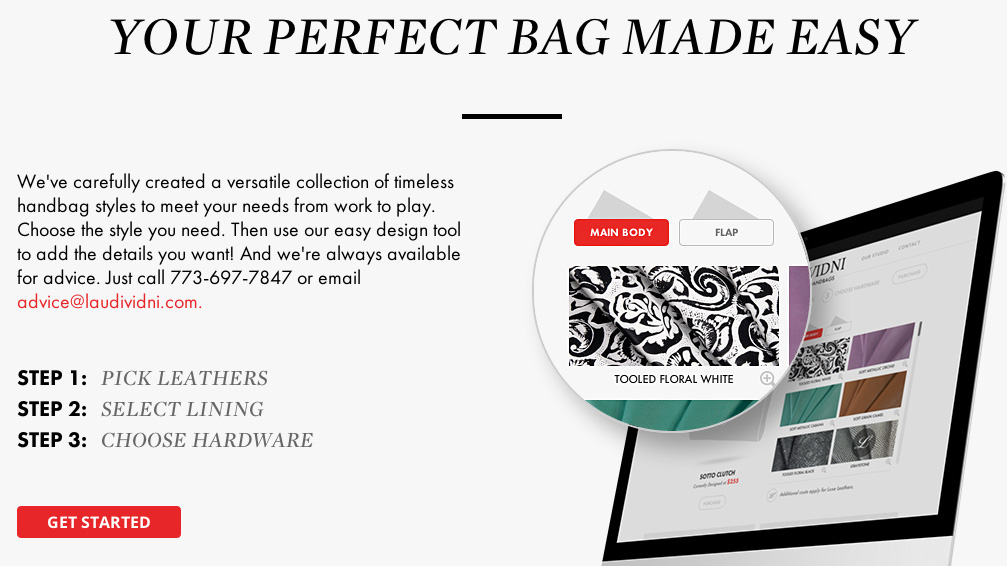 YOUR PERFECT BAG MADE EASY
We've carefully created a versatile collection of timeless
handbag styles to meet your needs from work to play.
Choose the style you need. Then use our easy design tool
to add the details you want! And we're always available
for advice. Just call 773-697-7847 or email
advice@laudividni.com.
STEP 1: PICK LEATHERS
STEP 2: SELECT LINING
STEP 3: CHOOSE HARDWARE
GET STARTED
MAIN BODY FLAP
TOOLED FLORAL WHITE
VIDNI
OUR STUDIO CONTACT
PURCHASE
3 CHOOSE HARDWARE
FLAP
TOOLED FLORAL WHITE
SOFT METALLIC ORCHID
SOFT GRAIN CAMEL
TOOLED FLORAL BLACK
GRAYSTONE
SOTTO CLUTCH
Currently Designed at $255
PURCHASE
Additional costs apply for Luxe Leathers.